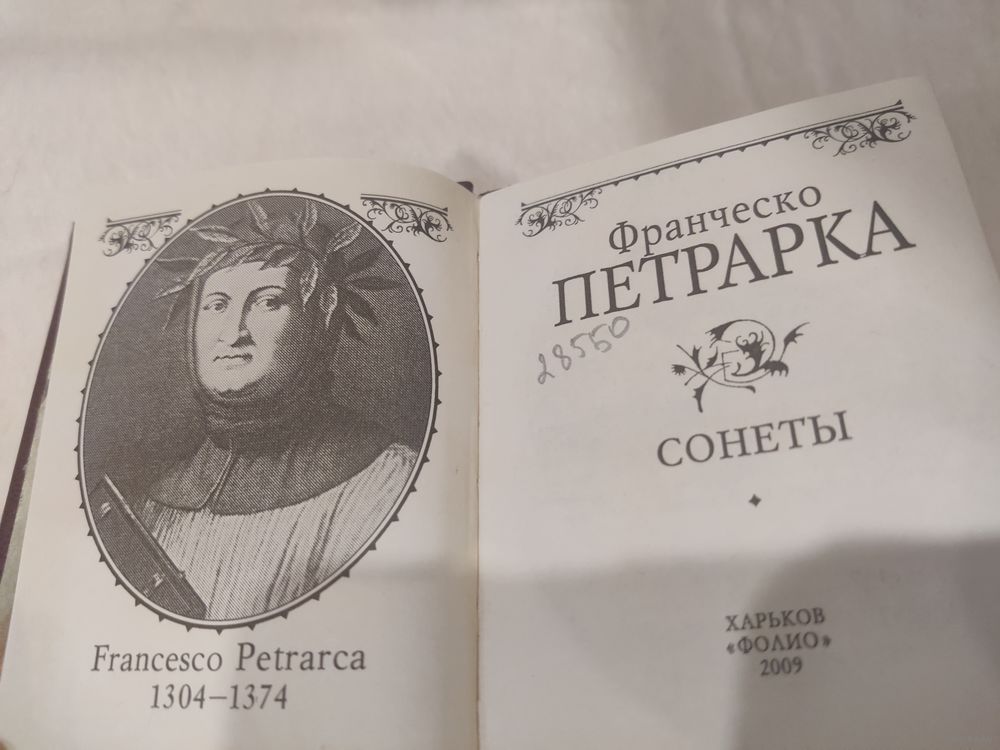 Francesco Petrarca
1304—1374
Франческо
ПЕТРАРКА
28550
СОНЕТЫ
ХАРЬКОВ
«ФОЛИО»
2009